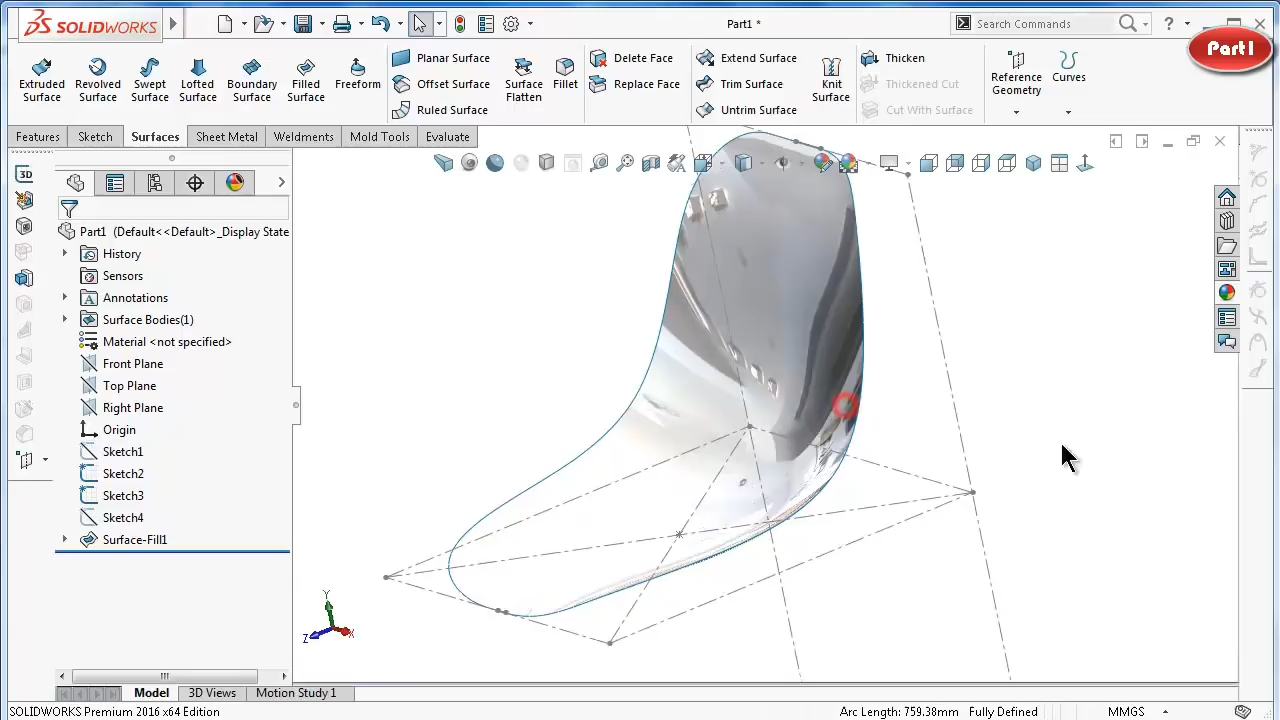 SOLIDWORKS
Part1 *
Search Commands
?
Part1
Extruded Surface
Revolved Surface
Swept Surface
Lofted Surface
Boundary Surface
Filled Surface
Freeform
Planar Surface
Offset Surface
Ruled Surface
Surface Flatten
Fillet
Delete Face
Replace Face
Extend Surface
Trim Surface
Untrim Surface
Knit Surface
Thicken
Thickened Cut
Cut With Surface
Reference Geometry
Curves
Features
Sketch
Surfaces
Sheet Metal
Weldments
Mold Tools
Evaluate
3D
Part1 (Default<<Default>_Display State
History
Sensors
Annotations
Surface Bodies(1)
Material <not specified>
Front Plane
Top Plane
Right Plane
Origin
Sketch1
Sketch2
Sketch3
Sketch4
Surface-Fill1
Y
Z
X
Model
3D Views
Motion Study 1
SOLIDWORKS Premium 2016 x64 Edition
Arc Length: 759.38mm
Fully Defined
MMGS